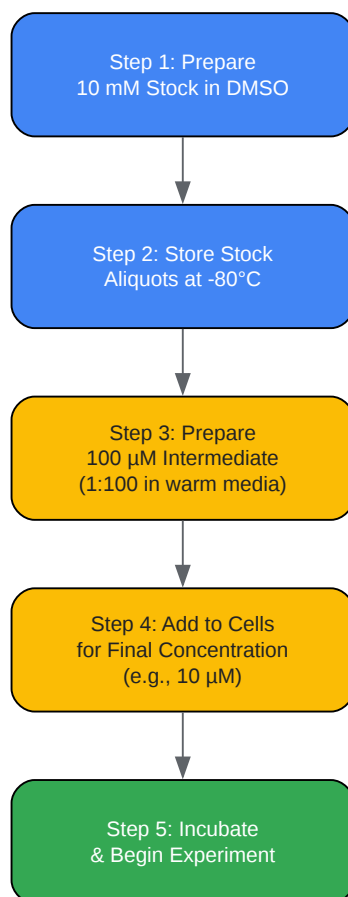 Step 1: Prepare
10 mM Stock in DMSO
Step 2: Store Stock
Aliquots at -80°C
Step 3: Prepare
100 µM Intermediate
(1:100 in warm media)
Step 4: Add to Cells
for Final Concentration
(e.g., 10 µM)
Step 5: Incubate
& Begin Experiment